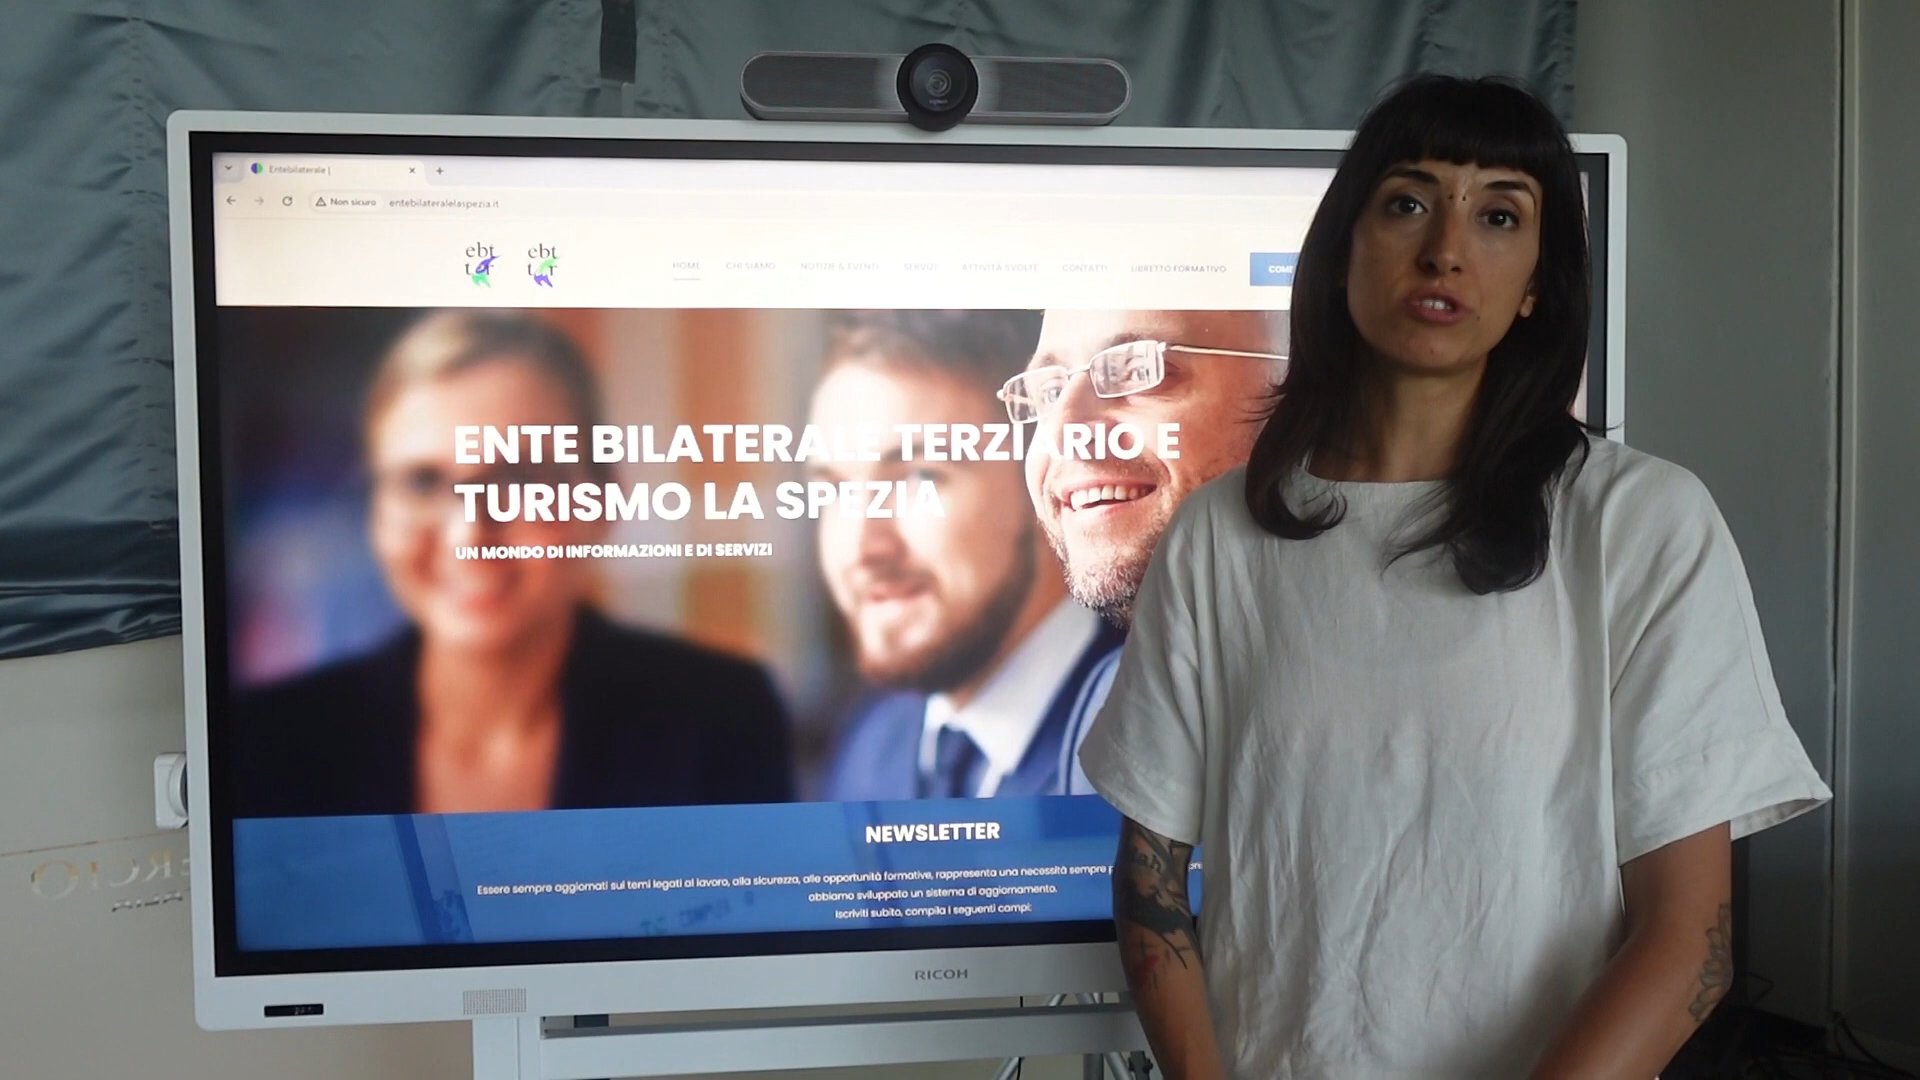 Entebilaterale |
Non sicuro entebilateralelaspezia.it
ebt ebt
ter ter
HOME CHI SIAMO NOTIZIE & EVENTI SERVIZI ATTIVITÀ SVOLTE CONTATTI LIBRETTO FORMATIVO COME
ENTE BILATERALE TERZIARIO E
TURISMO LA SPEZIA
UN MONDO DI INFORMAZIONI E DI SERVIZI
NEWSLETTER
Essere sempre aggiornati sui temi legati al lavoro, alla sicurezza, alle opportunità formative, rappresenta una necessità sempre
abbiamo sviluppato un sistema di aggiornamento.
Iscriviti subito, compila i seguenti campi:
RICOH